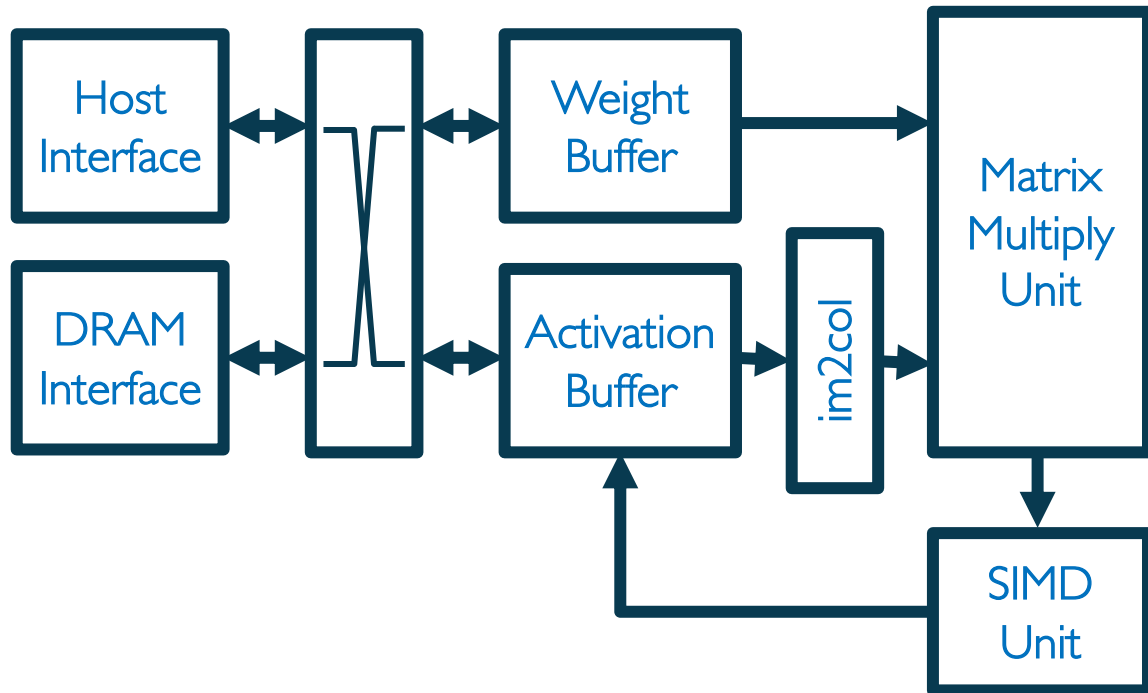 Host
Interface
Weight
Buffer
Matrix
Multiply
Unit
DRAM
Interface
Activation
Buffer
im2col
SIMD
Unit